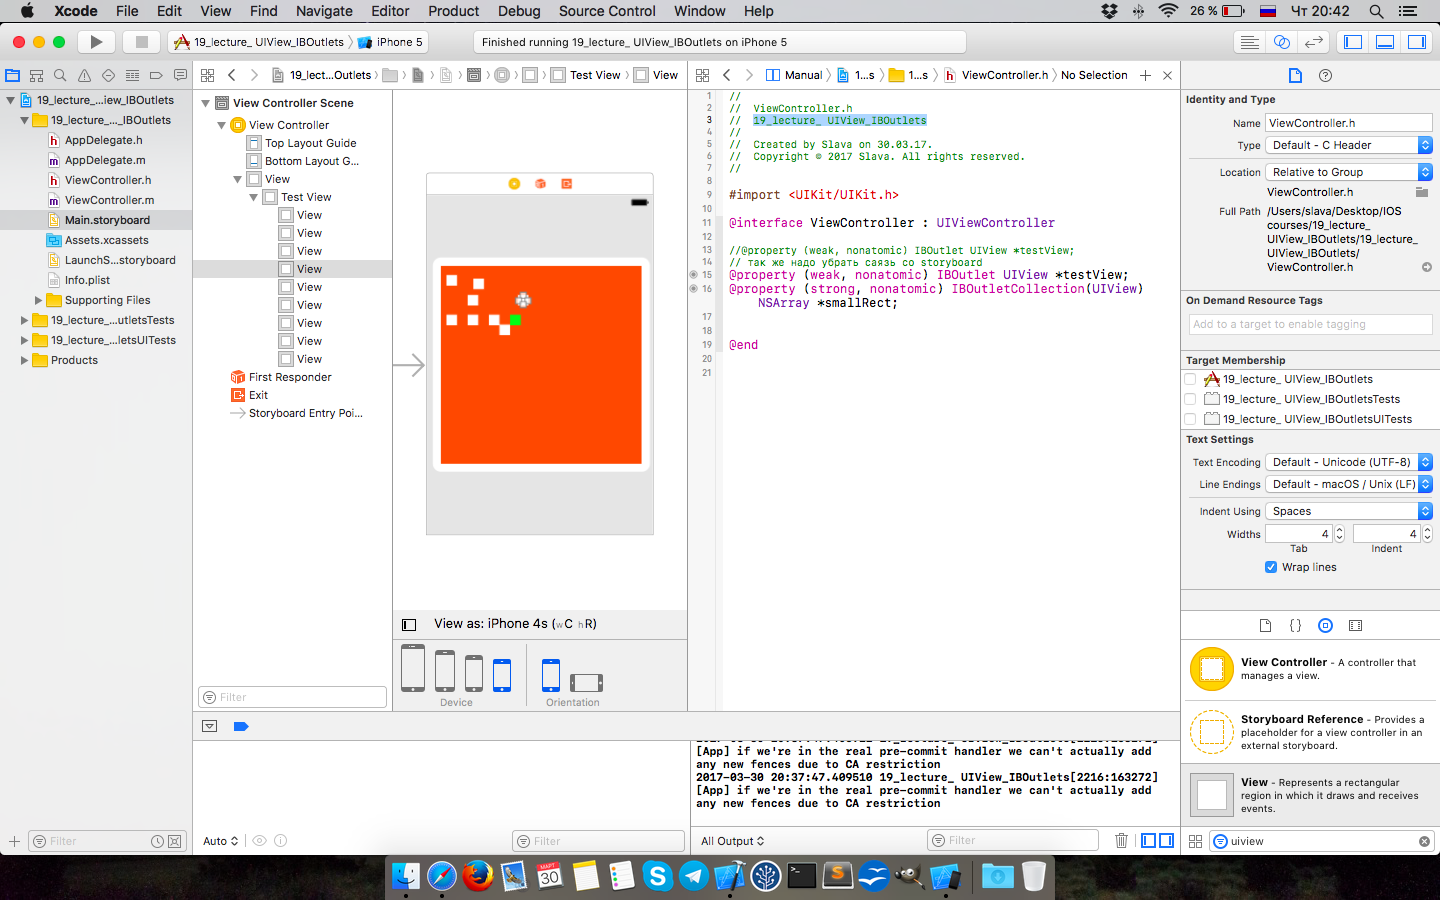 Xcode File Edit View Find Navigate Editor Product Debug Source Control Window Help 26 % Чт 20:42
19_lecture_ UIView_IBOutlets iPhone 5
Finished running 19_lecture_ UIView_IBOutlets on iPhone 5
19_lect...Outlets Test View View
Manual 1...s 1...s ViewController.h No Selection
19_lecture_...iew_IBOutlets
19_lecture_..._IBOutlets
AppDelegate.h
AppDelegate.m
ViewController.h
ViewController.m
Main.storyboard
Assets.xcassets
LaunchS...storyboard
Info.plist
Supporting Files
19_lecture_...utletsTests
19_lecture_...letsUITests
Products
Filter
View Controller Scene
View Controller
Top Layout Guide
Bottom Layout G...
View
Test View
View
View
View
View
View
View
View
View
View
First Responder
Exit
Storyboard Entry Poi...
Filter
View as: iPhone 4s (wC hR)
Device
Orientation
1 //
2 //  ViewController.h
3 //  19_lecture_ UIView_IBOutlets
4 //
5 //  Created by Slava on 30.03.17.
6 //  Copyright © 2017 Slava. All rights reserved.
7 //
8
9 #import <UIKit/UIKit.h>
10
11 @interface ViewController : UIViewController
12
13 //@property (weak, nonatomic) IBOutlet UIView *testView;
14 // так же надо убрать саязь со storyboard
15 @property (weak, nonatomic) IBOutlet UIView *testView;
16 @property (strong, nonatomic) IBOutletCollection(UIView)
NSArray *smallRect;
17
18
19 @end
20
21
Identity and Type
Name ViewController.h
Type Default - C Header
Location Relative to Group
ViewController.h
Full Path /Users/slava/Desktop/IOS
courses/19_lecture_
UIView_IBOutlets/19_lecture_
UIView_IBOutlets/
ViewController.h
On Demand Resource Tags
Add to a target to enable tagging
Target Membership
19_lecture_ UIView_IBOutlets
19_lecture_ UIView_IBOutletsTests
19_lecture_ UIView_IBOutletsUITests
Text Settings
Text Encoding Default - Unicode (UTF-8)
Line Endings Default - macOS / Unix (LF)
Indent Using Spaces
Widths 4 4
Tab Indent
Wrap lines
View Controller - A controller that
manages a view.
Storyboard Reference - Provides a
placeholder for a view controller in an
external storyboard.
View - Represents a rectangular
region in which it draws and receives
events.
uiview
[App] if we're in the real pre-commit handler we can't actually add
any new fences due to CA restriction
2017-03-30 20:37:47.409510 19_lecture_ UIView_IBOutlets[2216:163272]
[App] if we're in the real pre-commit handler we can't actually add
any new fences due to CA restriction
Auto
Filter
All Output
Filter
МАРТ
30